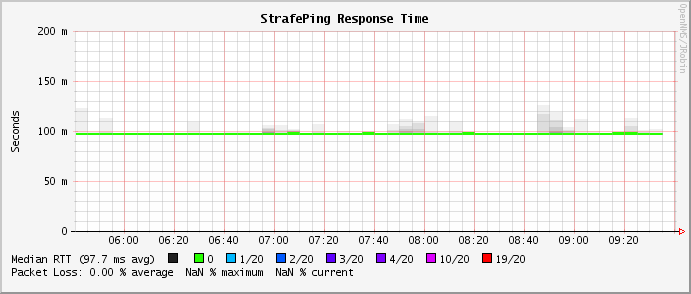 StrafePing Response Time
OpenNMS/JRobin
200 m
150 m
100 m
50 m
0
Seconds
06:00 06:20 06:40 07:00 07:20 07:40 08:00 08:20 08:40 09:00 09:20
Median RTT (97.7 ms avg) 0 1/20 2/20 3/20 4/20 10/20 19/20
Packet Loss: 0.00 % average NaN % maximum NaN % current